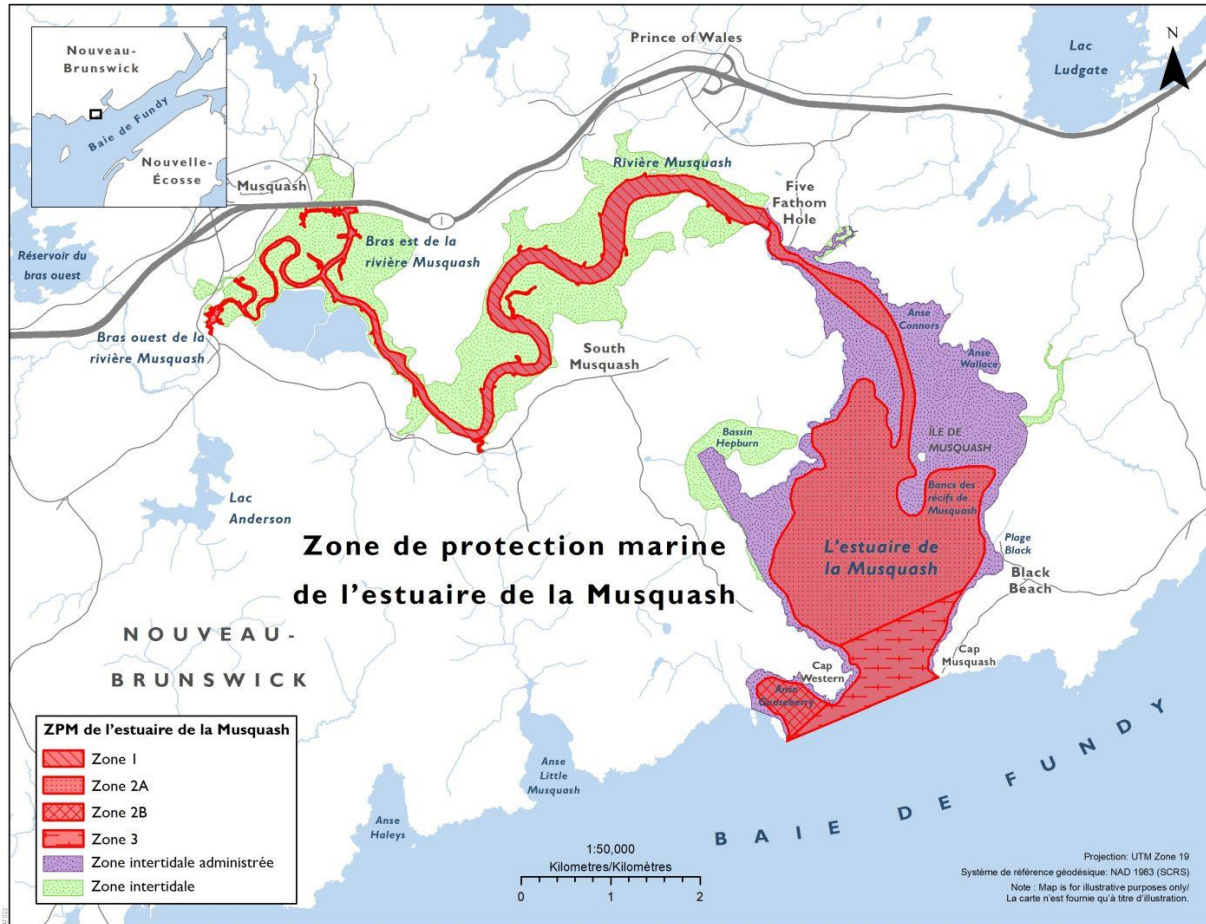 Nouveau-
Brunswick
Baie de Fundy
Nouvelle-
Écosse
Prince of Wales
Lac
Ludgate
N
Musquash
Rivière Musquash
Five
Fathom
Hole
1
Réservoir du
bras ouest
Bras est de la
rivière Musquash
Bras ouest de la
rivière Musquash
South
Musquash
Anse
Connors
Anse
Wallace
Bassin
Hepburn
ÎLE DE
MUSQUASH
Bancs des
récifs de
Musquash
Lac
Anderson
Zone de protection marine
de l'estuaire de la Musquash
L'estuaire de
la Musquash
Plage
Black
Black
Beach
NOUVEAU-
BRUNSWICK
Cap
Musquash
Cap
Western
Anse
Gooseberry
ZPM de l'estuaire de la Musquash
Zone 1
Zone 2A
Zone 2B
Zone 3
Zone intertidale administrée
Zone intertidale
Anse
Little
Musquash
Anse
Haleys
BAIE DE FUNDY
1:50,000
Kilometres/Kilomètres
0 1 2
Projection: UTM Zone 19
Système de référence géodésique: NAD 1983 (SCRS)
Note : Map is for illustrative purposes only/
La carte n'est fournie qu'à titre d'illustration.